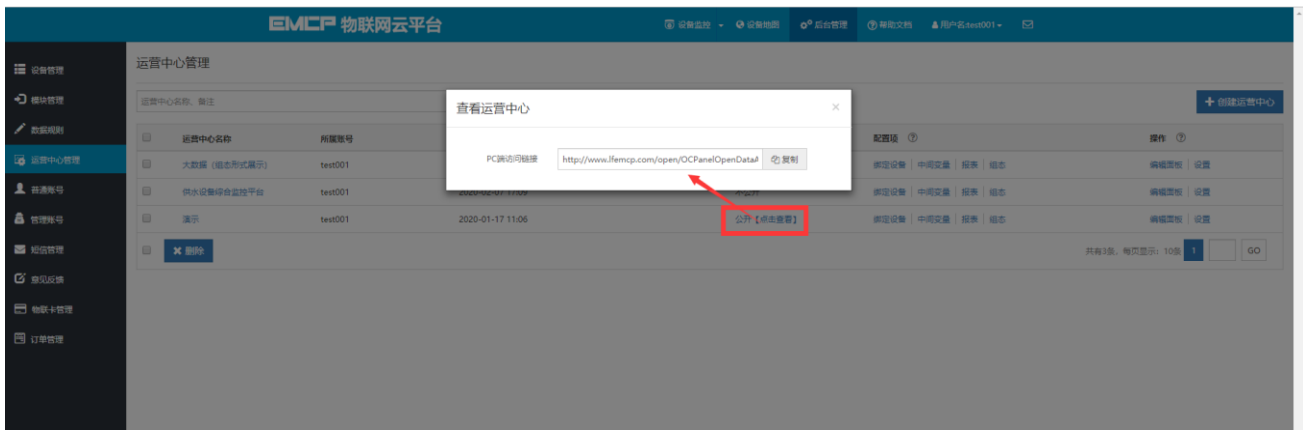 EMCP 物联网云平台
设备监控
设备地图
后台管理
帮助文档
用户名:test001
设备管理
模块管理
数据规则
运营中心管理
普通账号
管理账号
短信管理
意见反馈
物联卡管理
订单管理
运营中心管理
运营中心名称、备注
创建运营中心
运营中心名称 所属账号 配置项 操作
大数据（组态形式展示） test001 绑定设备 中间变量 报表 组态 编辑面板 设置
供水设备综合监控平台 test001 2020-02-07 17:09 不公开 绑定设备 中间变量 报表 组态 编辑面板 设置
演示 test001 2020-01-17 11:06 公开【点击查看】 绑定设备 中间变量 报表 组态 编辑面板 设置
删除
共有3条，每页显示：10条 1 GO
查看运营中心 ×
PC端访问链接 http://www.lfemcp.com/open/OCPanelOpenData# 复制